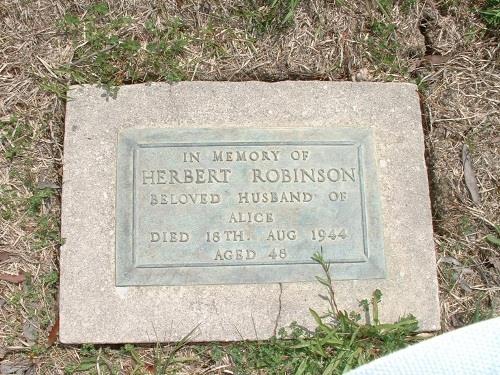 IN MEMORY OF
HERBERT ROBINSON
BELOVED HUSBAND OF
ALICE
DIED 18TH. AUG 1944
AGED 48